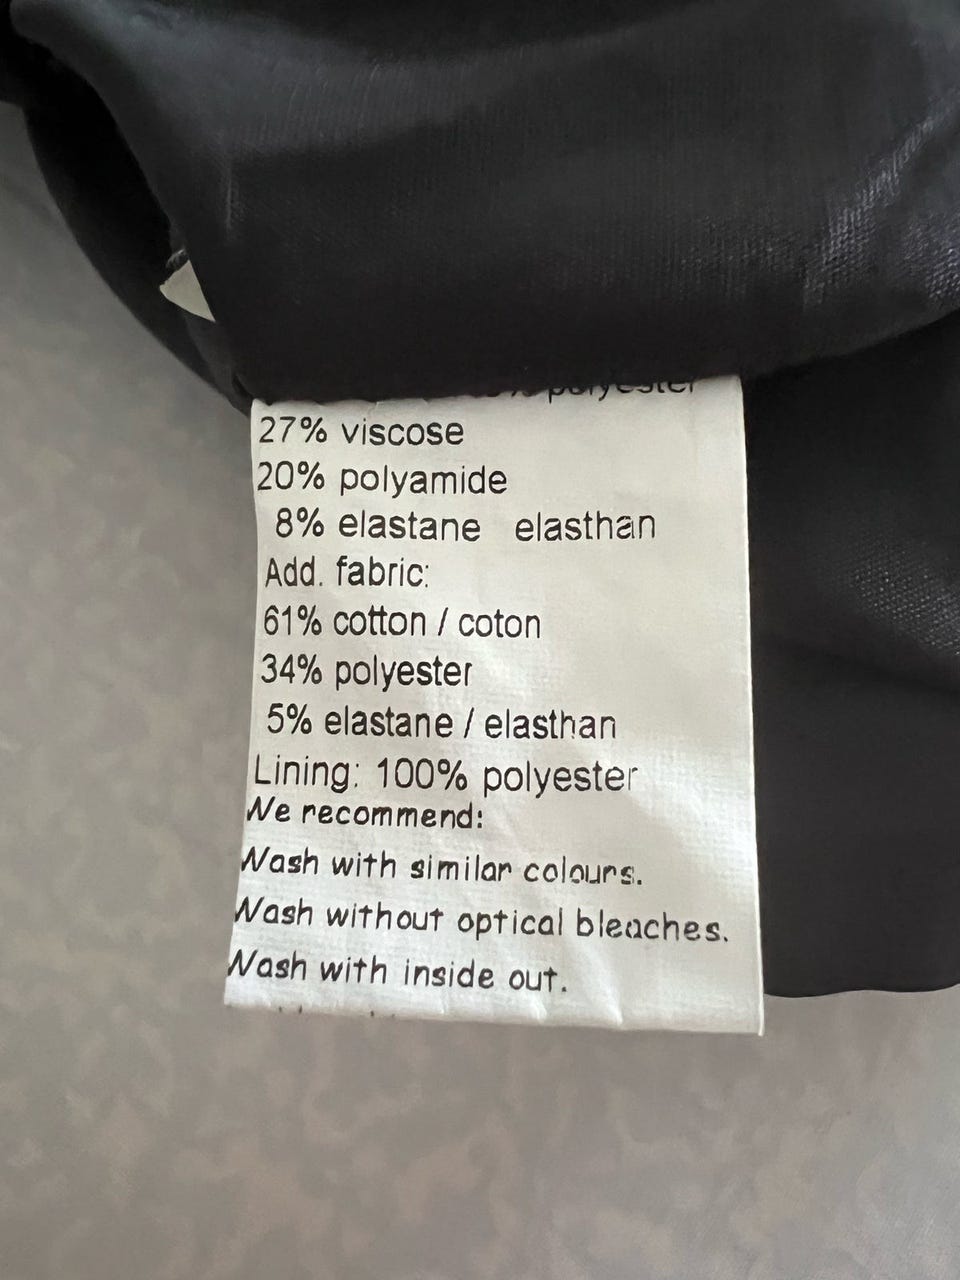 % polyester
27% viscose
20% polyamide
8% elastane elasthan
Add. fabric:
61% cotton / coton
34% polyester
5% elastane / elasthan
Lining: 100% polyester
We recommend:
Wash with similar colours.
Wash without optical bleaches.
Wash with inside out.